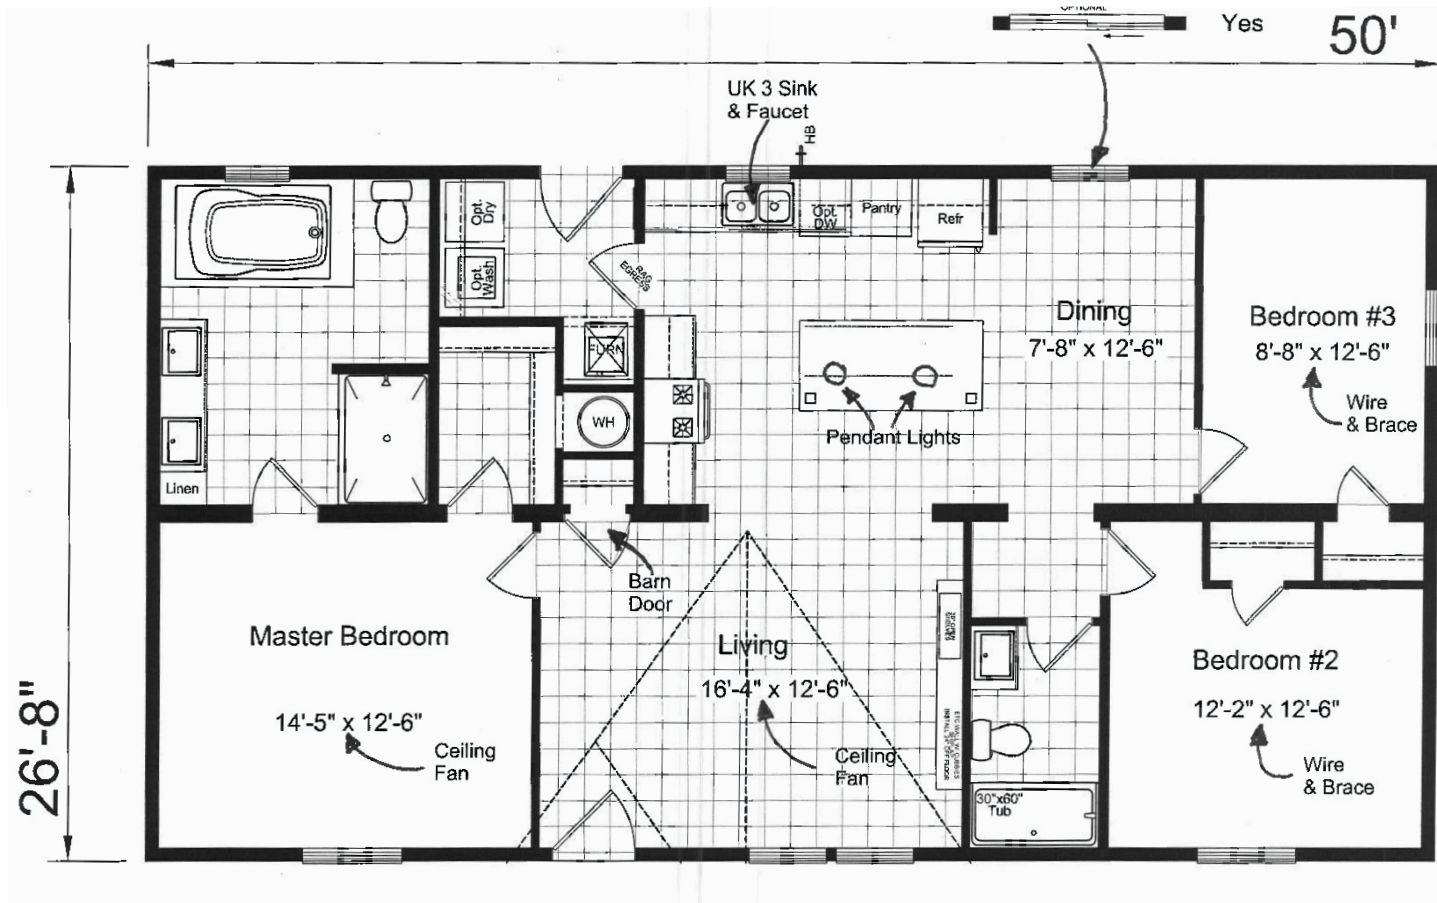 OPTIONAL
Yes
50'
UK 3 Sink
& Faucet
HB
Opt.
Dry
Opt.
Wash
RAG
EGRESS
Opt.
DW
Pantry
Refr
Dining
7'-8" x 12'-6"
Bedroom #3
8'-8" x 12'-6"
Wire
& Brace
FURN
WH
Pendant Lights
Linen
Barn
Door
Master Bedroom
14'-5" x 12'-6"
Ceiling
Fan
Living
16'-4" x 12'-6"
Ceiling
Fan
Bedroom #2
12'-2" x 12'-6"
Wire
& Brace
30"x60"
Tub
26'-8"